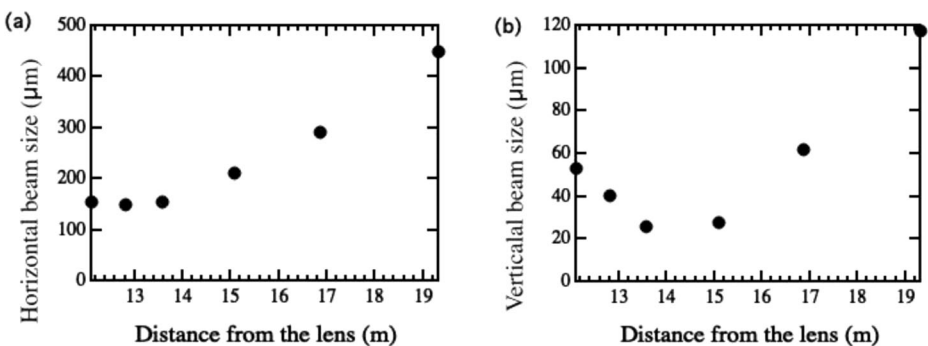 (a)
Horizontal beam size (μm)
500
400
300
200
100
0
13 14 15 16 17 18 19
Distance from the lens (m)
(b)
Verticalal beam size (μm)
120
100
80
60
40
20
0
13 14 15 16 17 18 19
Distance from the lens (m)